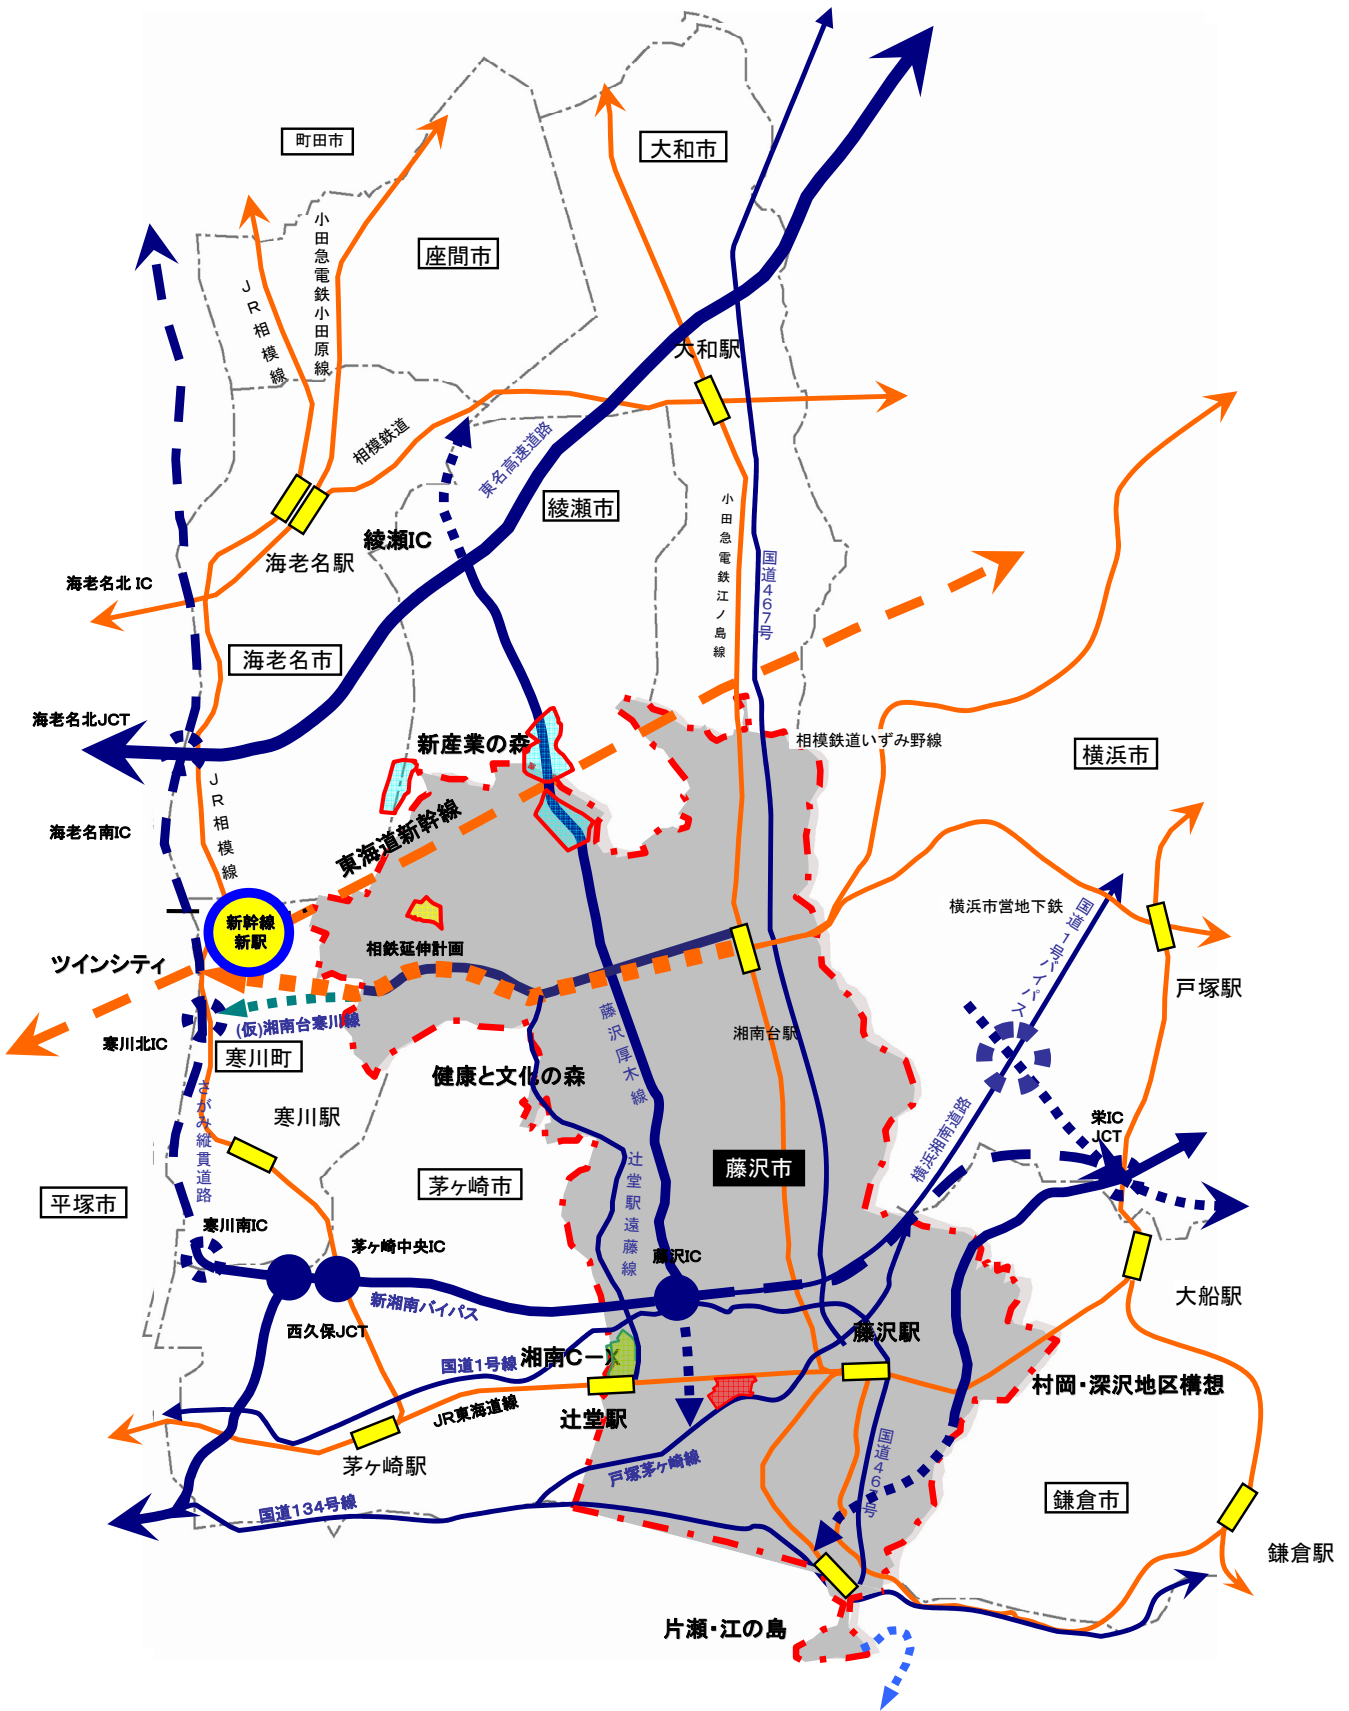 町田市
大和市
小田急電鉄小田原線
座間市
JR相模線
大和駅
相模鉄道
東名高速道路
綾瀬市
小田急電鉄江ノ島線
綾瀬IC
海老名駅
国道467号
海老名北 IC
海老名市
海老名北JCT
新産業の森
相模鉄道いずみ野線
横浜市
JR相模線
海老名南IC
東海道新幹線
新幹線
新駅
相鉄延伸計画
横浜市営地下鉄
国道1号バイパス
ツインシティ
戸塚駅
(仮)湘南台寒川線
藤沢厚木線
湘南台駅
寒川北IC
寒川町
健康と文化の森
さがみ縦貫道路
寒川駅
横浜湘南道路
栄IC
JCT
辻堂駅遠藤線
藤沢市
茅ヶ崎市
平塚市
寒川南IC
茅ヶ崎中央IC
藤沢IC
新湘南バイパス
大船駅
西久保JCT
藤沢駅
国道1号線
湘南C－X
村岡・深沢地区構想
JR東海道線
辻堂駅
茅ヶ崎駅
戸塚茅ヶ崎線
国道467号
国道134号線
鎌倉市
鎌倉駅
片瀬・江の島